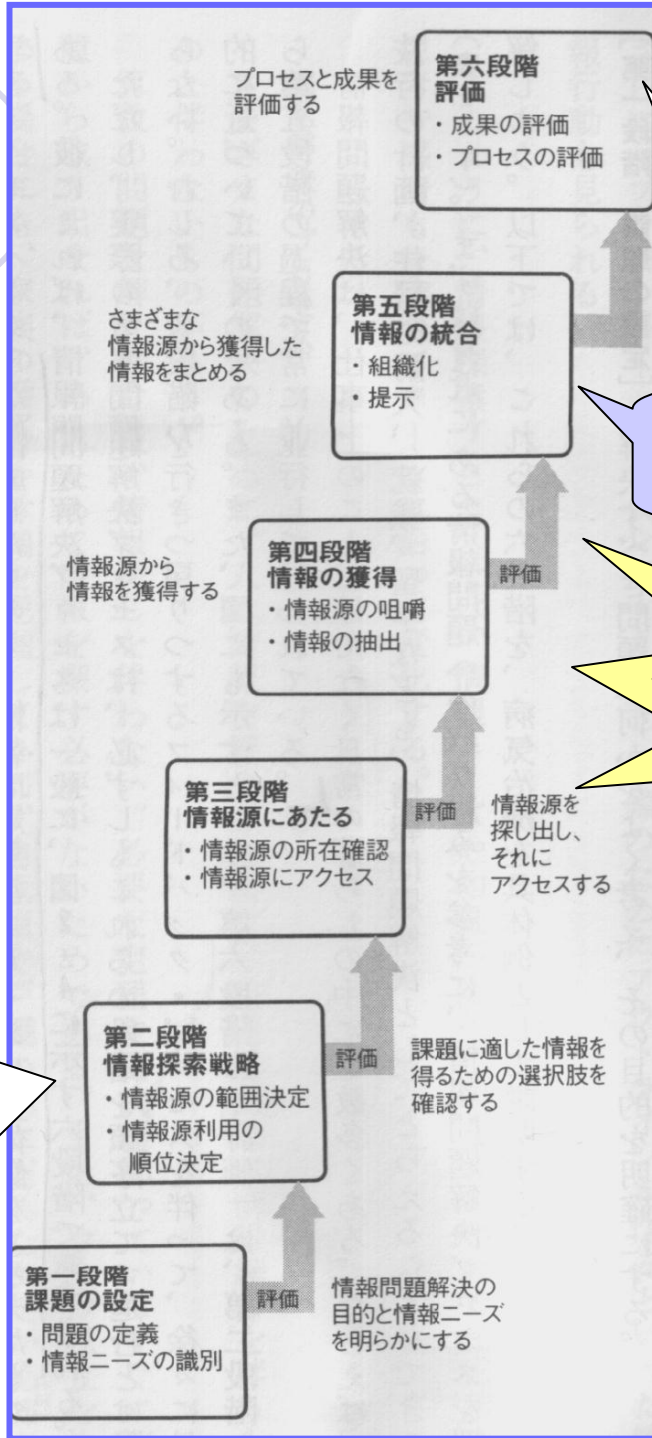 プロセスと成果を
評価する
第六段階
評価
・成果の評価
・プロセスの評価
さまざまな
情報源から獲得した
情報をまとめる
第五段階
情報の統合
・組織化
・提示
情報源から
情報を獲得する
第四段階
情報の獲得
・情報源の咀嚼
・情報の抽出
評価
第三段階
情報源にあたる
・情報源の所在確認
・情報源にアクセス
評価
情報源を
探し出し、
それに
アクセスする
第二段階
情報探索戦略
・情報源の範囲決定
・情報源利用の
順位決定
評価
課題に適した情報を
得るための選択肢を
確認する
第一段階
課題の設定
・問題の定義
・情報ニーズの識別
評価
情報問題解決の
目的と情報ニーズ
を明らかにする